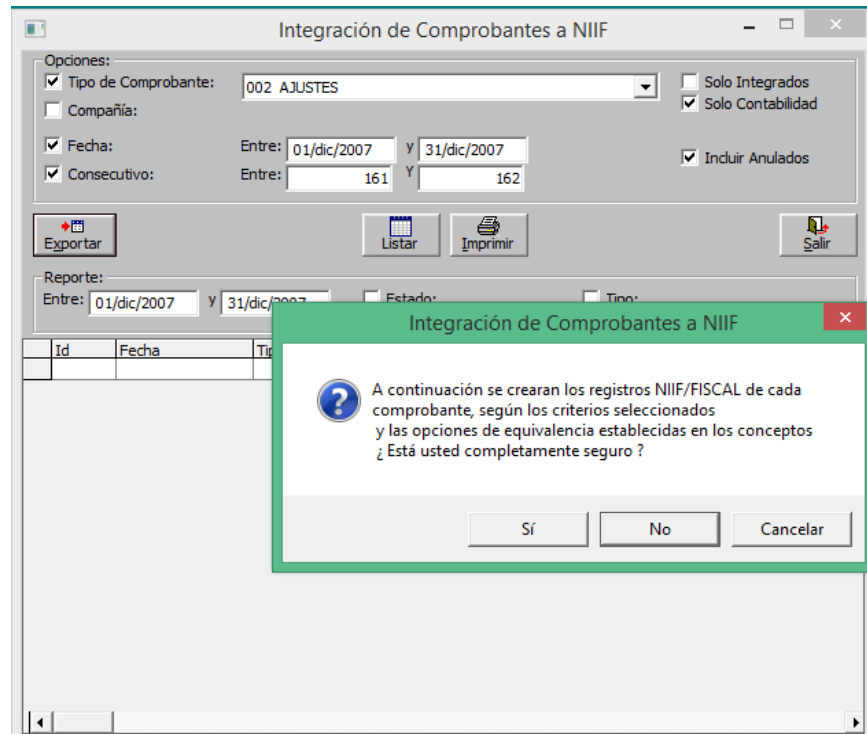 Integración de Comprobantes a NIIF
Opciones:
Tipo de Comprobante: 002 AJUSTES Solo Integrados
Compañía: Solo Contabilidad
Fecha: Entre: 01/dic/2007 y 31/dic/2007 Incluir Anulados
Consecutivo: Entre: 161 Y 162
Exportar Listar Imprimir Salir
Reporte:
Entre: 01/dic/2007 y 31/dic/2007 Estado: Tipo:
Id Fecha
Integración de Comprobantes a NIIF
A continuación se crearan los registros NIIF/FISCAL de cada
comprobante, según los criterios seleccionados
y las opciones de equivalencia establecidas en los conceptos
¿ Está usted completamente seguro ?
Sí No Cancelar